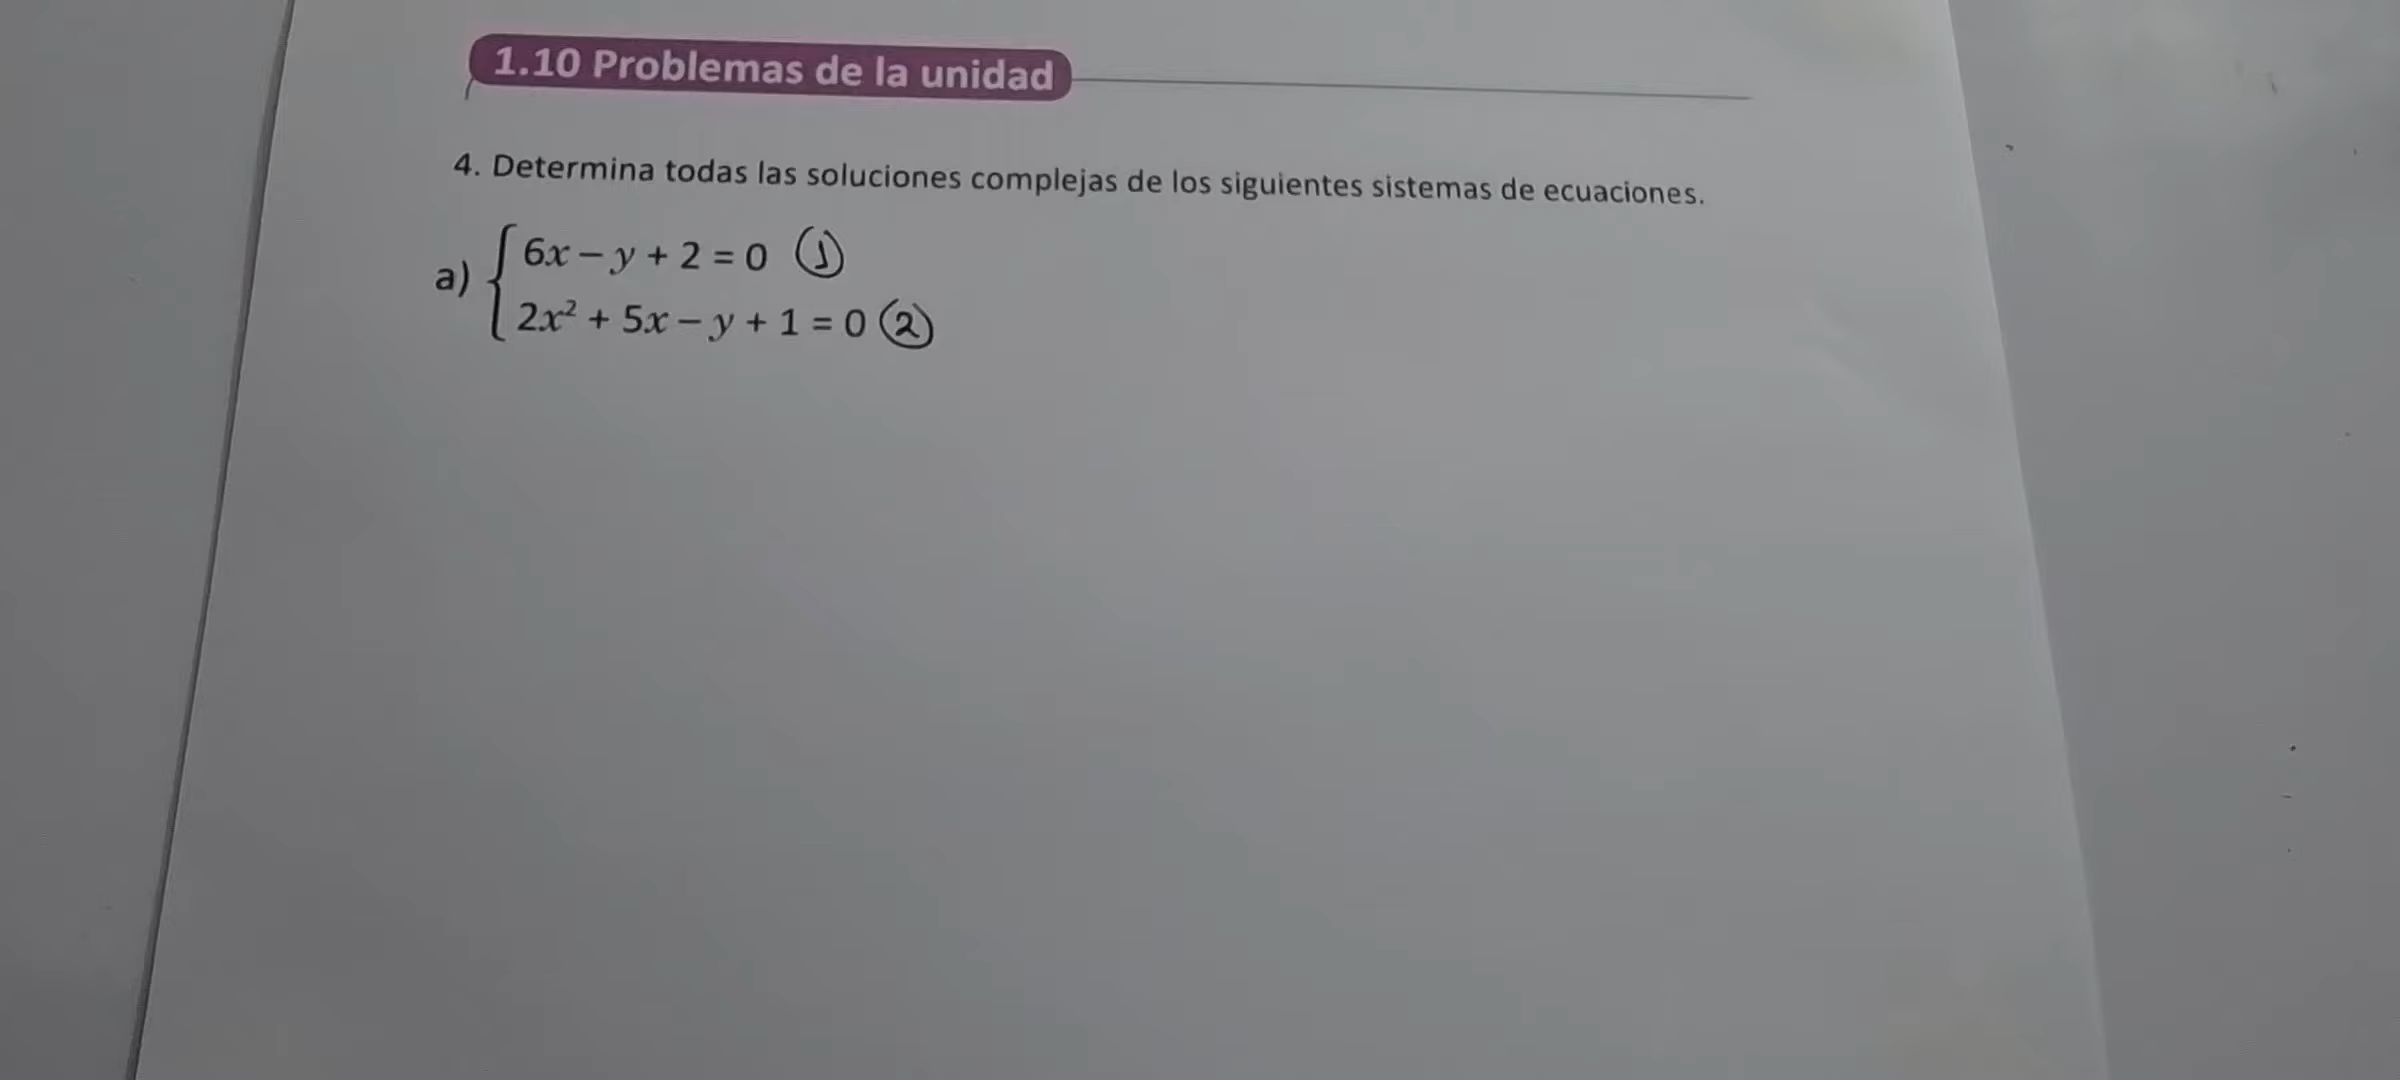 1.10 Problemas de la unidad
4. Determina todas las soluciones complejas de los siguientes sistemas de ecuaciones.
a) { 6x – y + 2 = 0 ①
2x² + 5x – y + 1 = 0 ②